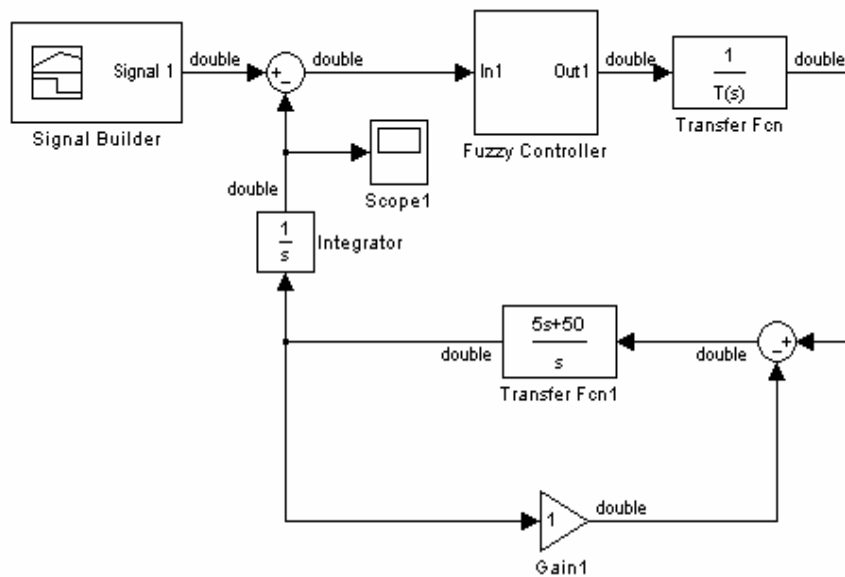 Signal 1
double
+
−
double
In1
Out1
double
1
T(s)
double
Signal Builder
Fuzzy Controller
Transfer Fcn
double
Scope1
1
s
Integrator
5s+50
s
double
double
+
−
Transfer Fcn1
1
double
Gain1